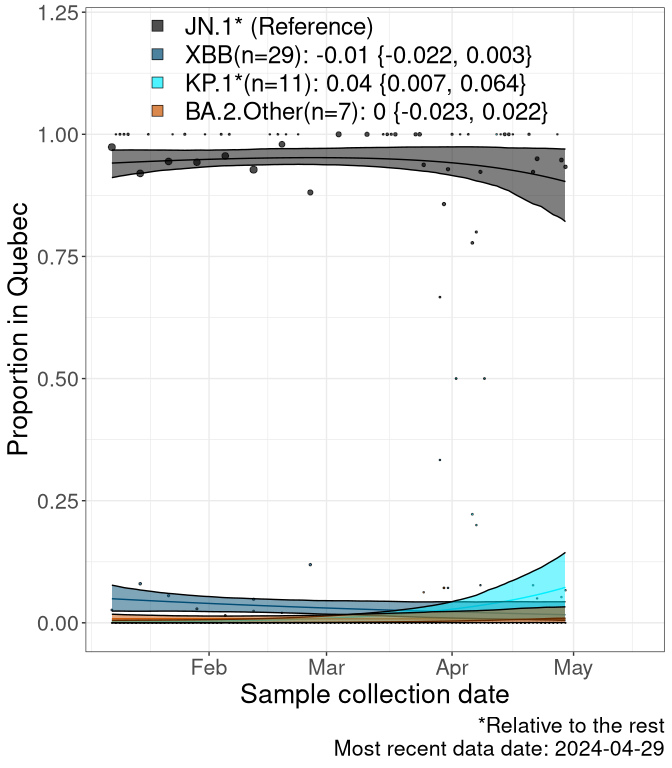 1.25
JN.1* (Reference)
XBB(n=29): -0.01 {-0.022, 0.003}
KP.1*(n=11): 0.04 {0.007, 0.064}
BA.2.Other(n=7): 0 {-0.023, 0.022}
1.00
0.75
0.50
0.25
0.00
Proportion in Quebec
Feb Mar Apr May
Sample collection date
*Relative to the rest
Most recent data date: 2024-04-29